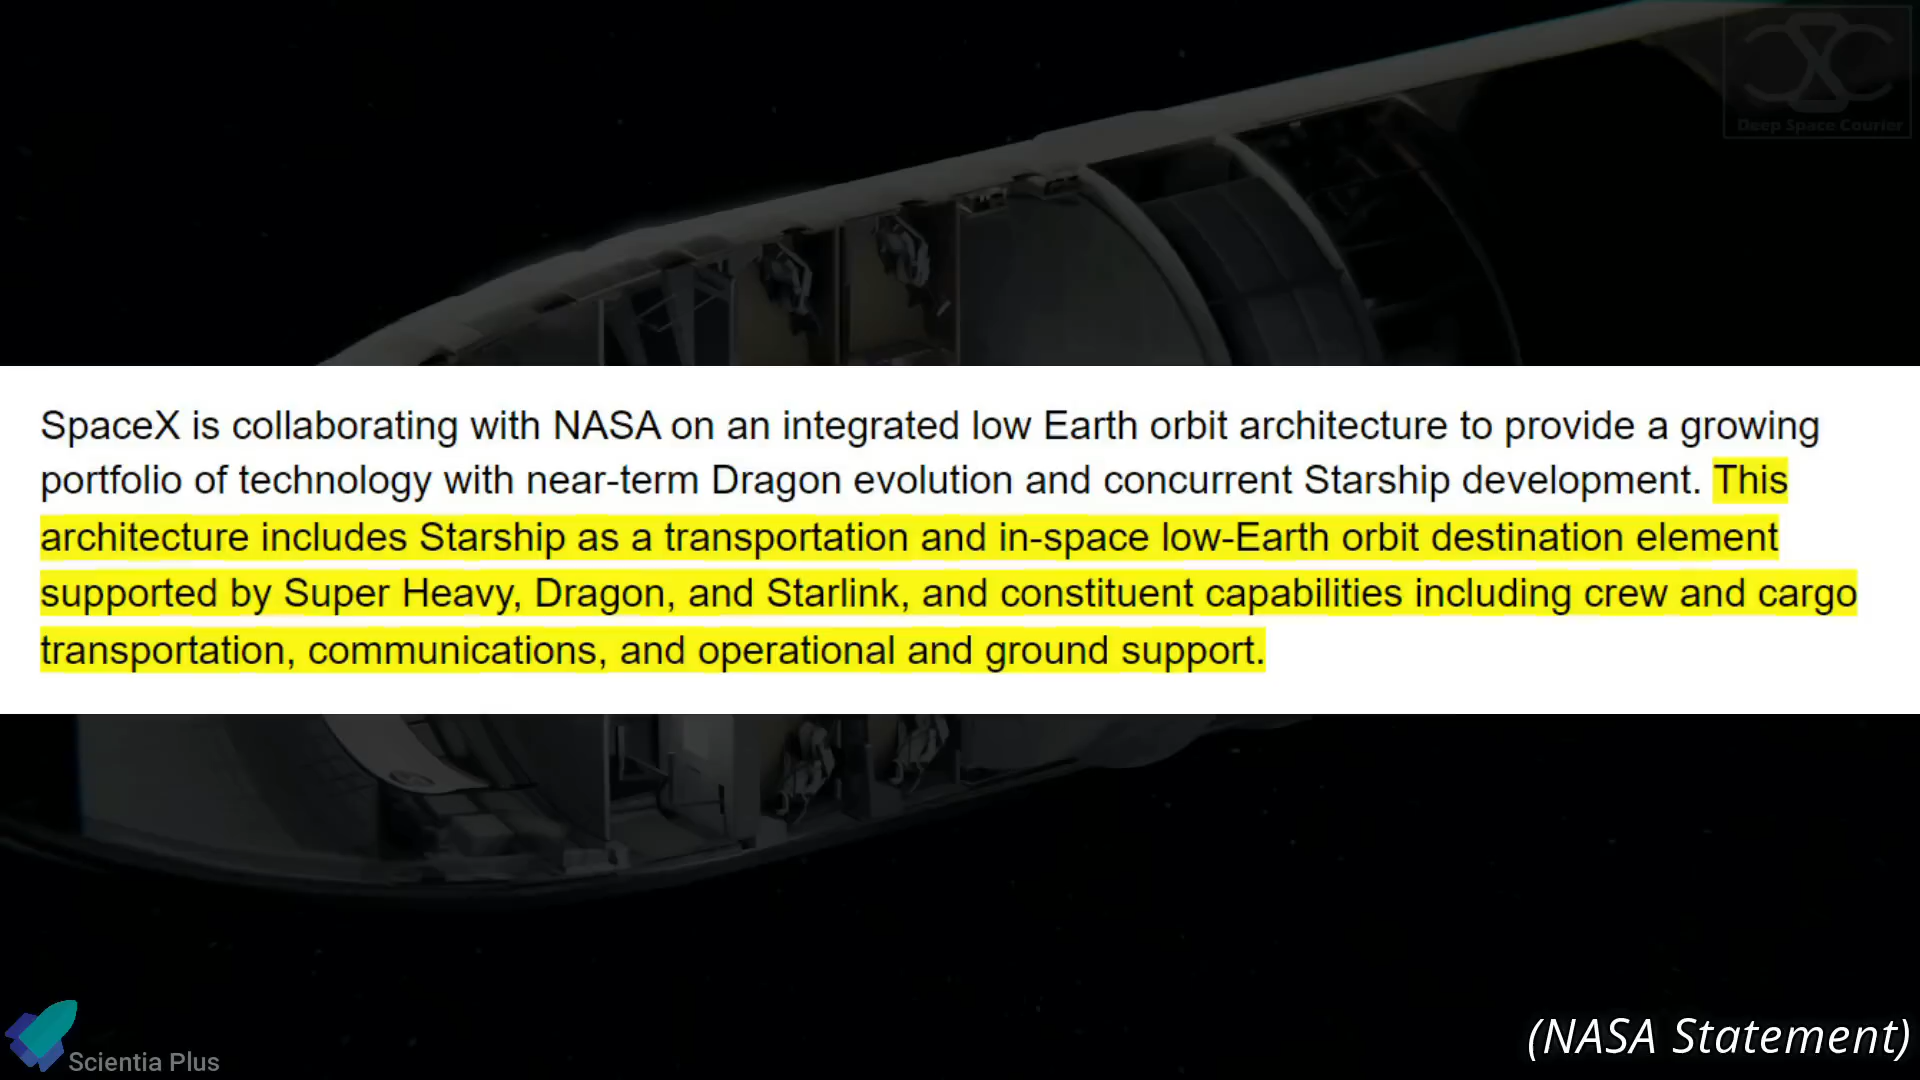 Deep Space Courier
SpaceX is collaborating with NASA on an integrated low Earth orbit architecture to provide a growing
portfolio of technology with near-term Dragon evolution and concurrent Starship development. This
architecture includes Starship as a transportation and in-space low-Earth orbit destination element
supported by Super Heavy, Dragon, and Starlink, and constituent capabilities including crew and cargo
transportation, communications, and operational and ground support.
Scientia Plus
(NASA Statement)